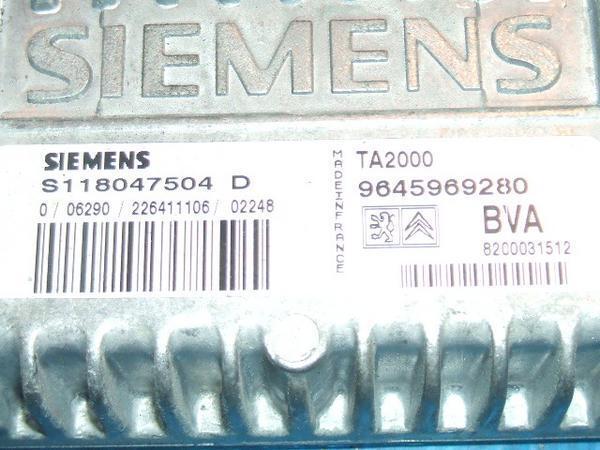 SIEMENS
SIEMENS
S118047504 D
0 / 06290 / 226411106 / 02248
MADE IN FRANCE
TA2000
9645969280
BVA
8200031512